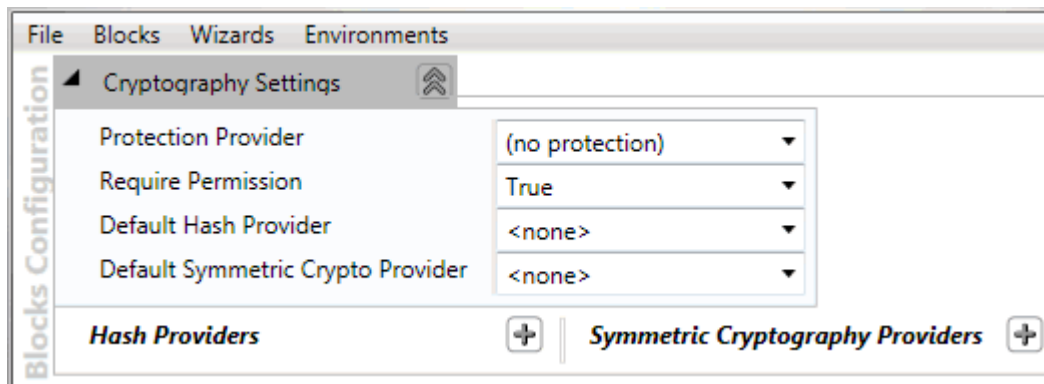 File Blocks Wizards Environments
Blocks Configuration
Cryptography Settings
Protection Provider (no protection)
Require Permission True
Default Hash Provider <none>
Default Symmetric Crypto Provider <none>
Hash Providers Symmetric Cryptography Providers